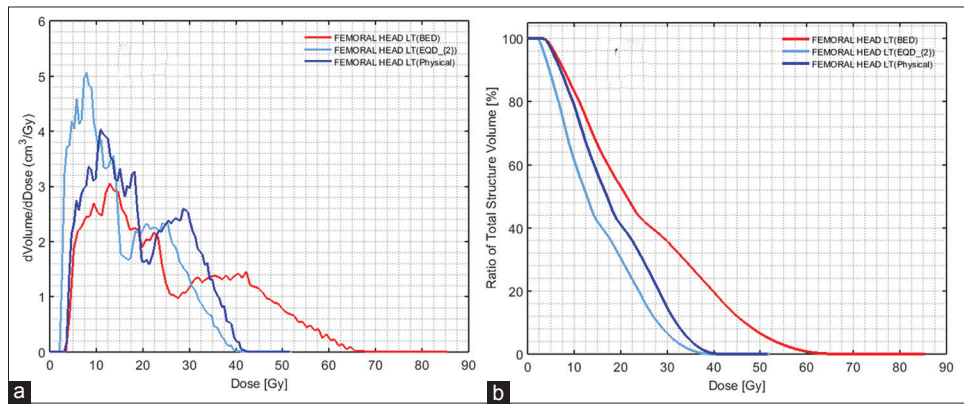 6
5
4
3
2
1
0
dVolume/dDose (cm³/Gy)
FEMORAL HEAD LT(BED)
FEMORAL HEAD LT(EQD_{2})
FEMORAL HEAD LT(Physical)
0 10 20 30 40 50 60 70 80 90
Dose [Gy]
a
100
80
60
40
20
0
Ratio of Total Structure Volume [%]
FEMORAL HEAD LT(BED)
FEMORAL HEAD LT(EQD_{2})
FEMORAL HEAD LT(Physical)
0 10 20 30 40 50 60 70 80 90
Dose [Gy]
b